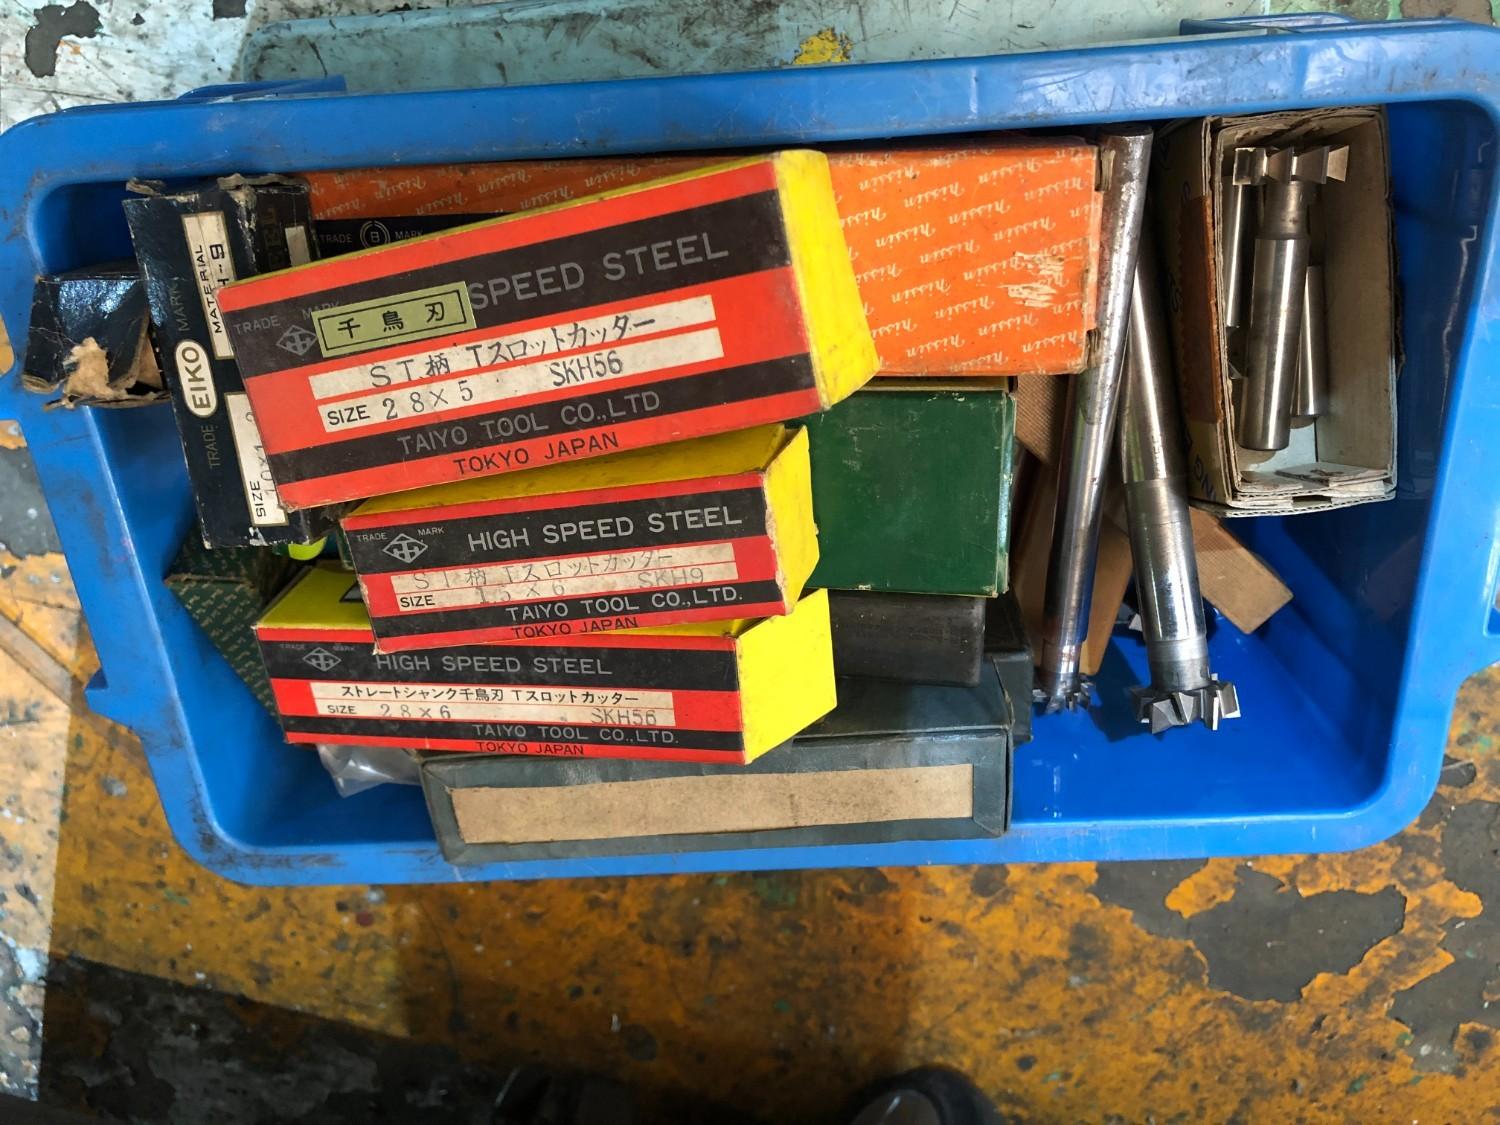 TRADE MARK
SPEED STEEL
千鳥刃
ST柄 Tスロットカッター
SIZE 28×5 SKH56
TAIYO TOOL CO.,LTD
TOKYO JAPAN
TRADE MARK
HIGH SPEED STEEL
ST柄 Tスロットカッター
SIZE 15×6 SKH9
TAIYO TOOL CO.,LTD.
TOKYO JAPAN
TRADE MARK
HIGH SPEED STEEL
ストレートシャンク千鳥刃 Tスロットカッター
SIZE 28×6 SKH56
TAIYO TOOL CO.,LTD.
TOKYO JAPAN
TRADE EIKO MARK
MATERIAL
SIZE
TRADE MARK
nissin